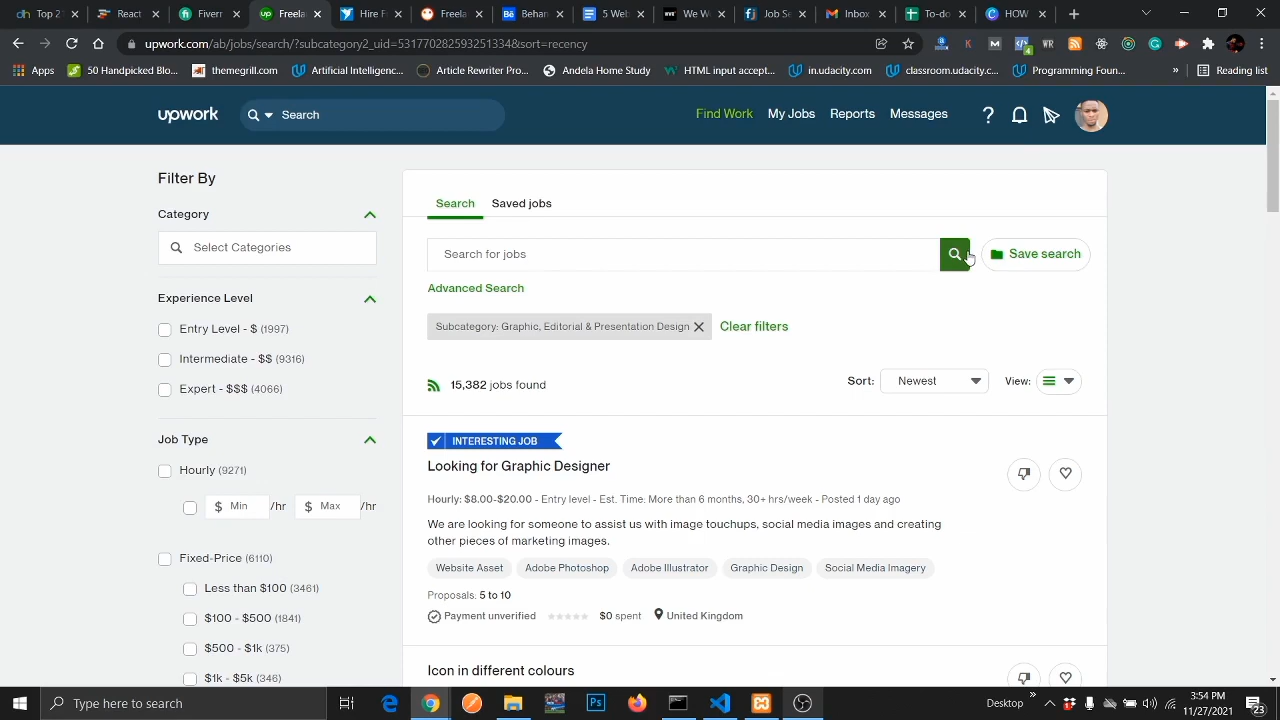 Top 2
React
Fiverr
Freela
Hire F
Freela
Behan
5 Web
We W
Job Se
Inbox
To-do
HOW
upwork.com/ab/jobs/search/?subcategory2_uid=531770282593251334&sort=recency
Apps
50 Handpicked Blo...
themegrill.com
Artificial Intelligenc...
Article Rewriter Pro...
Andela Home Study
HTML input accept...
in.udacity.com
classroom.udacity.c...
Programming Foun...
»
Reading list
upwork
Search
Find Work
My Jobs
Reports
Messages
?
Filter By
Category
Select Categories
Experience Level
Entry Level - $ (1997)
Intermediate - $$ (9316)
Expert - $$$ (4066)
Job Type
Hourly (9271)
$ Min /hr $ Max /hr
Fixed-Price (6110)
Less than $100 (3461)
$100 - $500 (1841)
$500 - $1k (375)
$1k - $5k (346)
Search
Saved jobs
Search for jobs
Save search
Advanced Search
Subcategory: Graphic, Editorial & Presentation Design
Clear filters
15,382 jobs found
Sort:
Newest
View:
INTERESTING JOB
Looking for Graphic Designer
Hourly: $8.00-$20.00 - Entry level - Est. Time: More than 6 months, 30+ hrs/week - Posted 1 day ago
We are looking for someone to assist us with image touchups, social media images and creating
other pieces of marketing images.
Website Asset
Adobe Photoshop
Adobe Illustrator
Graphic Design
Social Media Imagery
Proposals: 5 to 10
Payment unverified
$0 spent
United Kingdom
Icon in different colours
Type here to search
Desktop
»
3:54 PM
11/27/2021
23